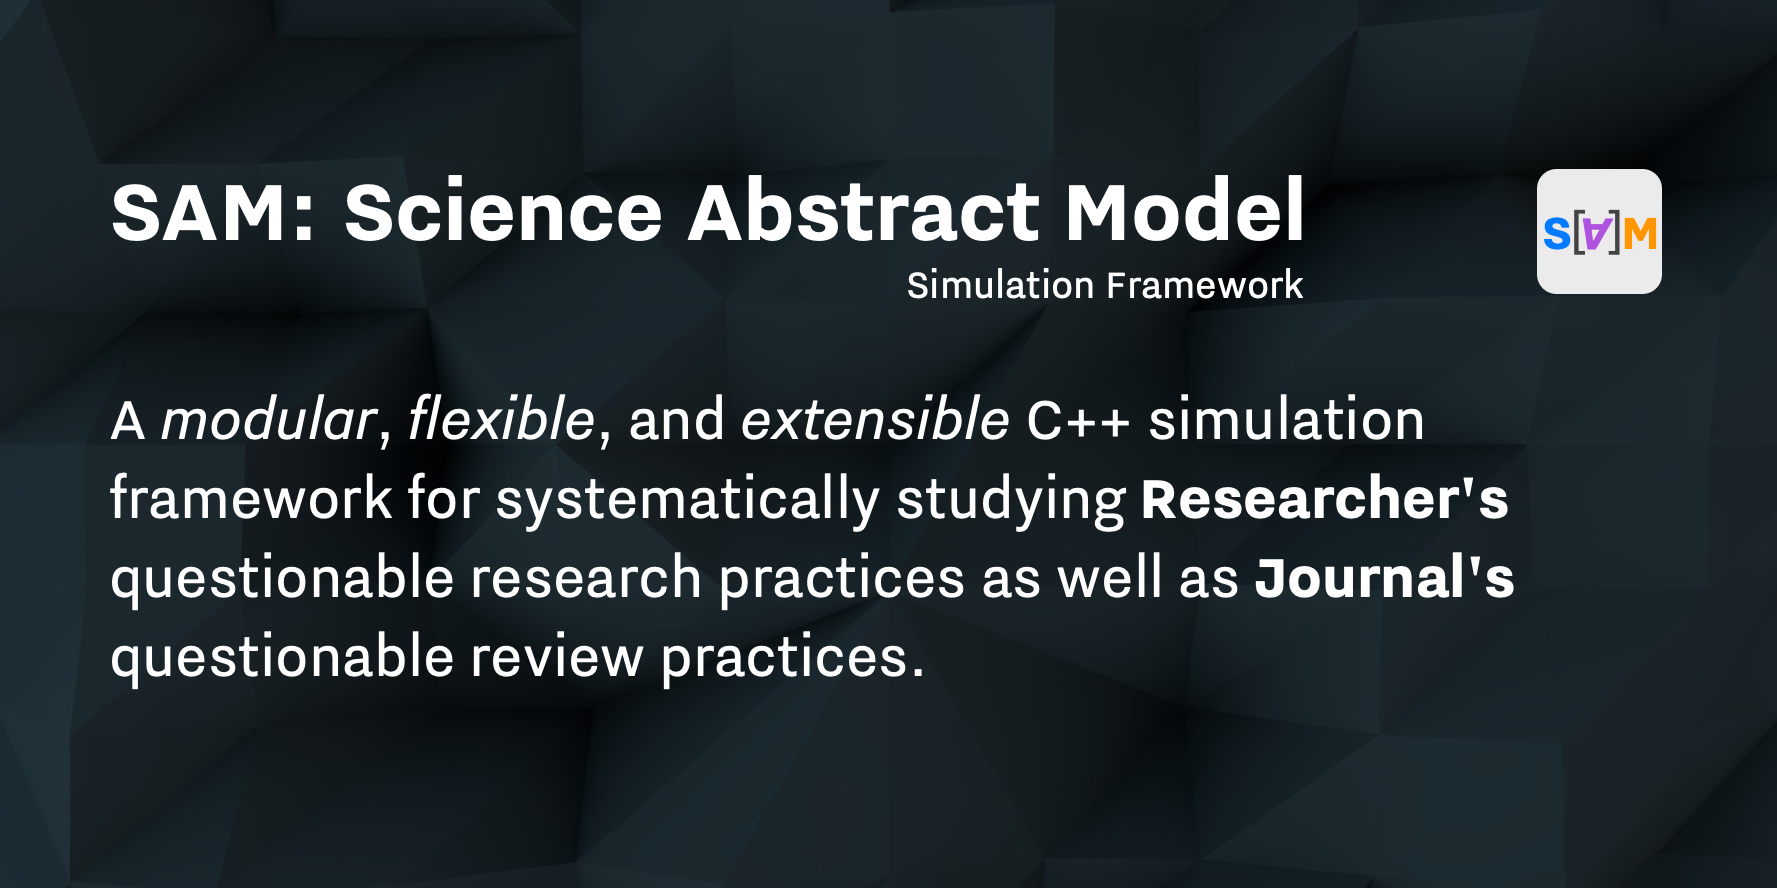 SAM: Science Abstract Model
S[∀]M
Simulation Framework
A modular, flexible, and extensible C++ simulation
framework for systematically studying Researcher's
questionable research practices as well as Journal's
questionable review practices.